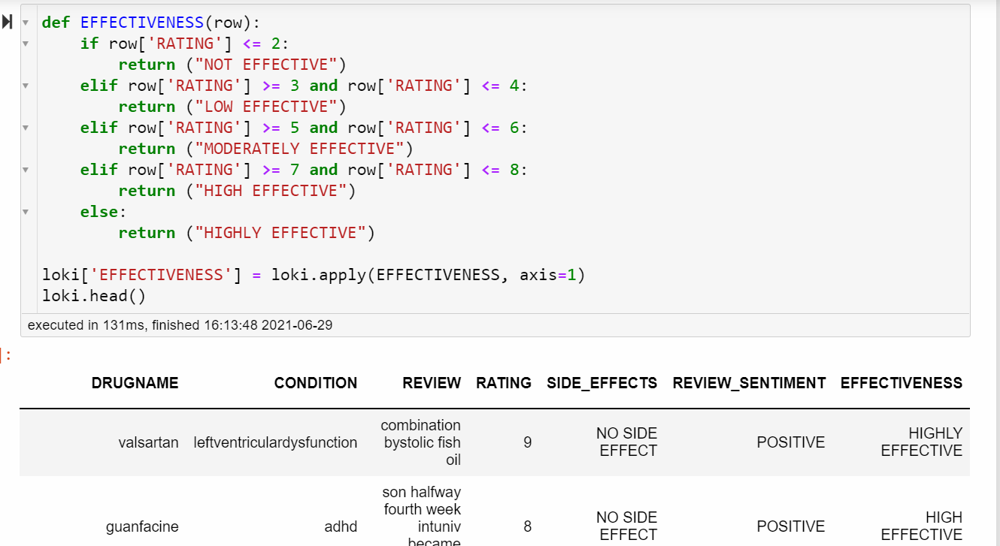 def EFFECTIVENESS(row):
    if row['RATING'] <= 2:
        return ("NOT EFFECTIVE")
    elif row['RATING'] >= 3 and row['RATING'] <= 4:
        return ("LOW EFFECTIVE")
    elif row['RATING'] >= 5 and row['RATING'] <= 6:
        return ("MODERATELY EFFECTIVE")
    elif row['RATING'] >= 7 and row['RATING'] <= 8:
        return ("HIGH EFFECTIVE")
    else:
        return ("HIGHLY EFFECTIVE")
loki['EFFECTIVENESS'] = loki.apply(EFFECTIVENESS, axis=1)
loki.head()
executed in 131ms, finished 16:13:48 2021-06-29
]:
DRUGNAME CONDITION REVIEW RATING SIDE_EFFECTS REVIEW_SENTIMENT EFFECTIVENESS
combination
NO SIDE HIGHLY
valsartan leftventriculardysfunction bystolic fish 9 POSITIVE
EFFECT EFFECTIVE
oil
son halfway
fourth week
NO SIDE HIGH
guanfacine adhd intuniv 8 POSITIVE
EFFECT EFFECTIVE
became